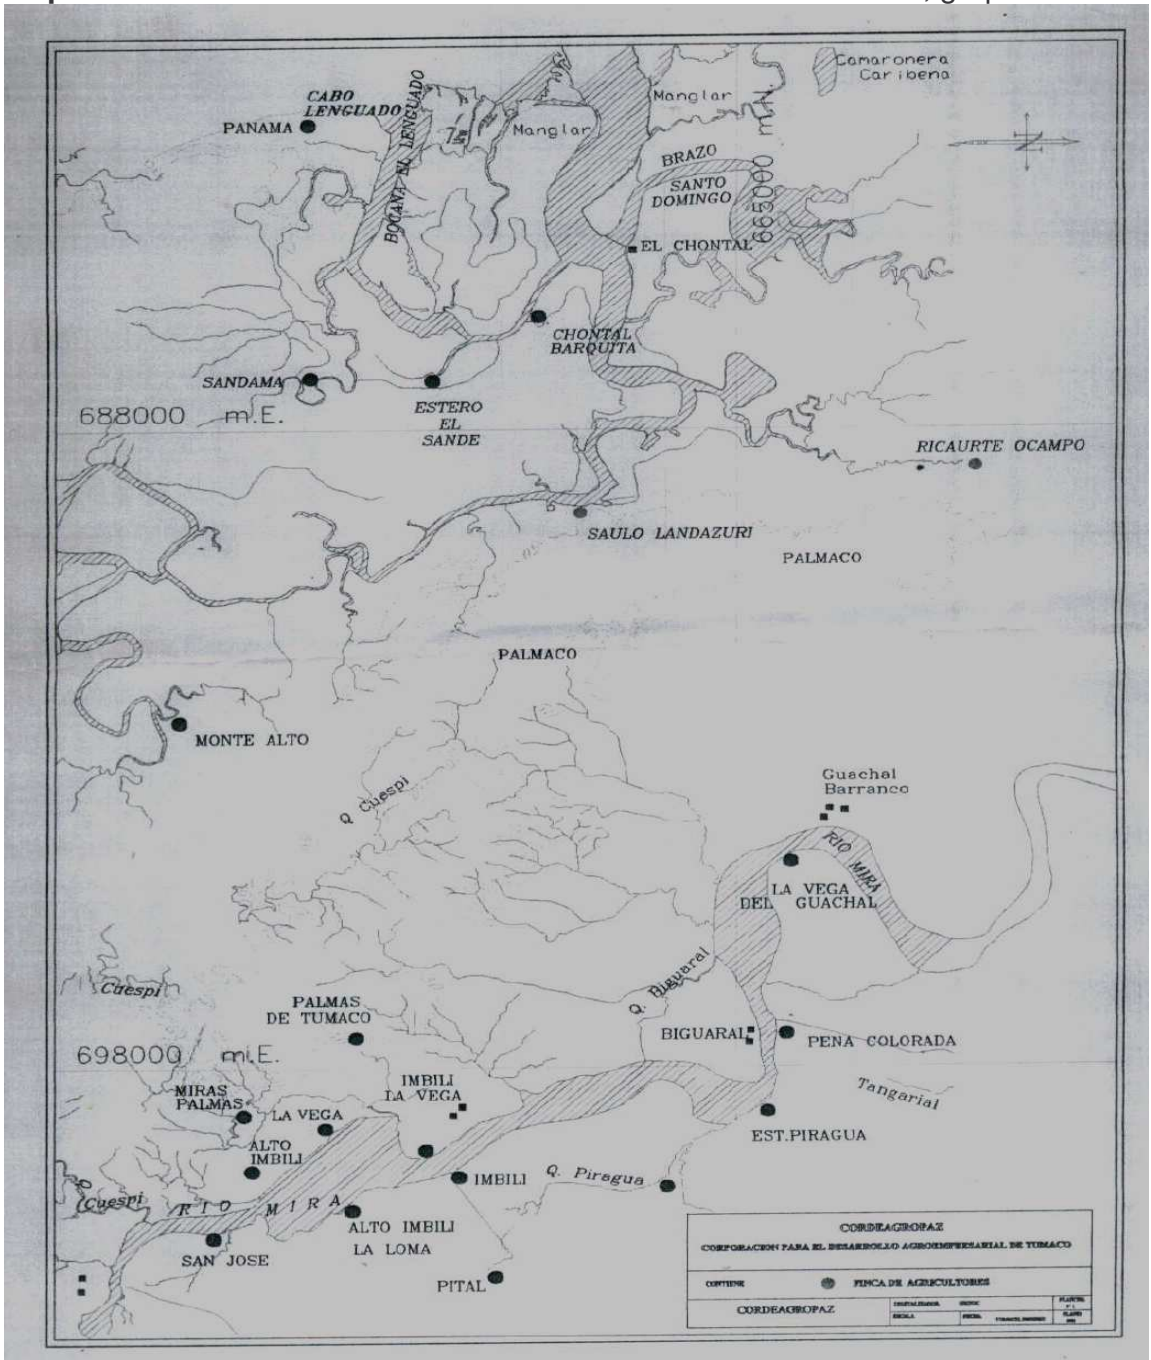 Camaronera
Caribena
CABO
LENGUADO
PANAMA
BOCANA EL LENGUADO
Manglar
Manglar
m.N.
665000
BRAZO
SANTO
DOMINGO
EL CHONTAL
CHONTAL
BARQUITA
SANDAMA
ESTERO
EL
SANDE
688000 m.E.
RICAURTE OCAMPO
SAULO LANDAZURI
PALMACO
PALMACO
MONTE ALTO
Q Cuespi
Guachal
Barranco
RIO MIRA
LA VEGA
DEL GUACHAL
Cuespi
Q. Biguaral
PALMAS
DE TUMACO
BIGUARAL
PENA COLORADA
698000 m.E.
IMBILI
LA VEGA
MIRAS
PALMAS
LA VEGA
Tangarial
EST.PIRAGUA
ALTO
IMBILI
Q. Piragua
IMBILI
Cuespi
RIO MIRA
ALTO IMBILI
LA LOMA
SAN JOSE
PITAL
CORDEAGROPAZ
CORPORACION PARA EL DESARROLLO AGROEMPRESARIAL DE TUMACO
CONTIENE
FINCA DE AGRICULTORES
CORDEAGROPAZ
ESCALA
FECHA